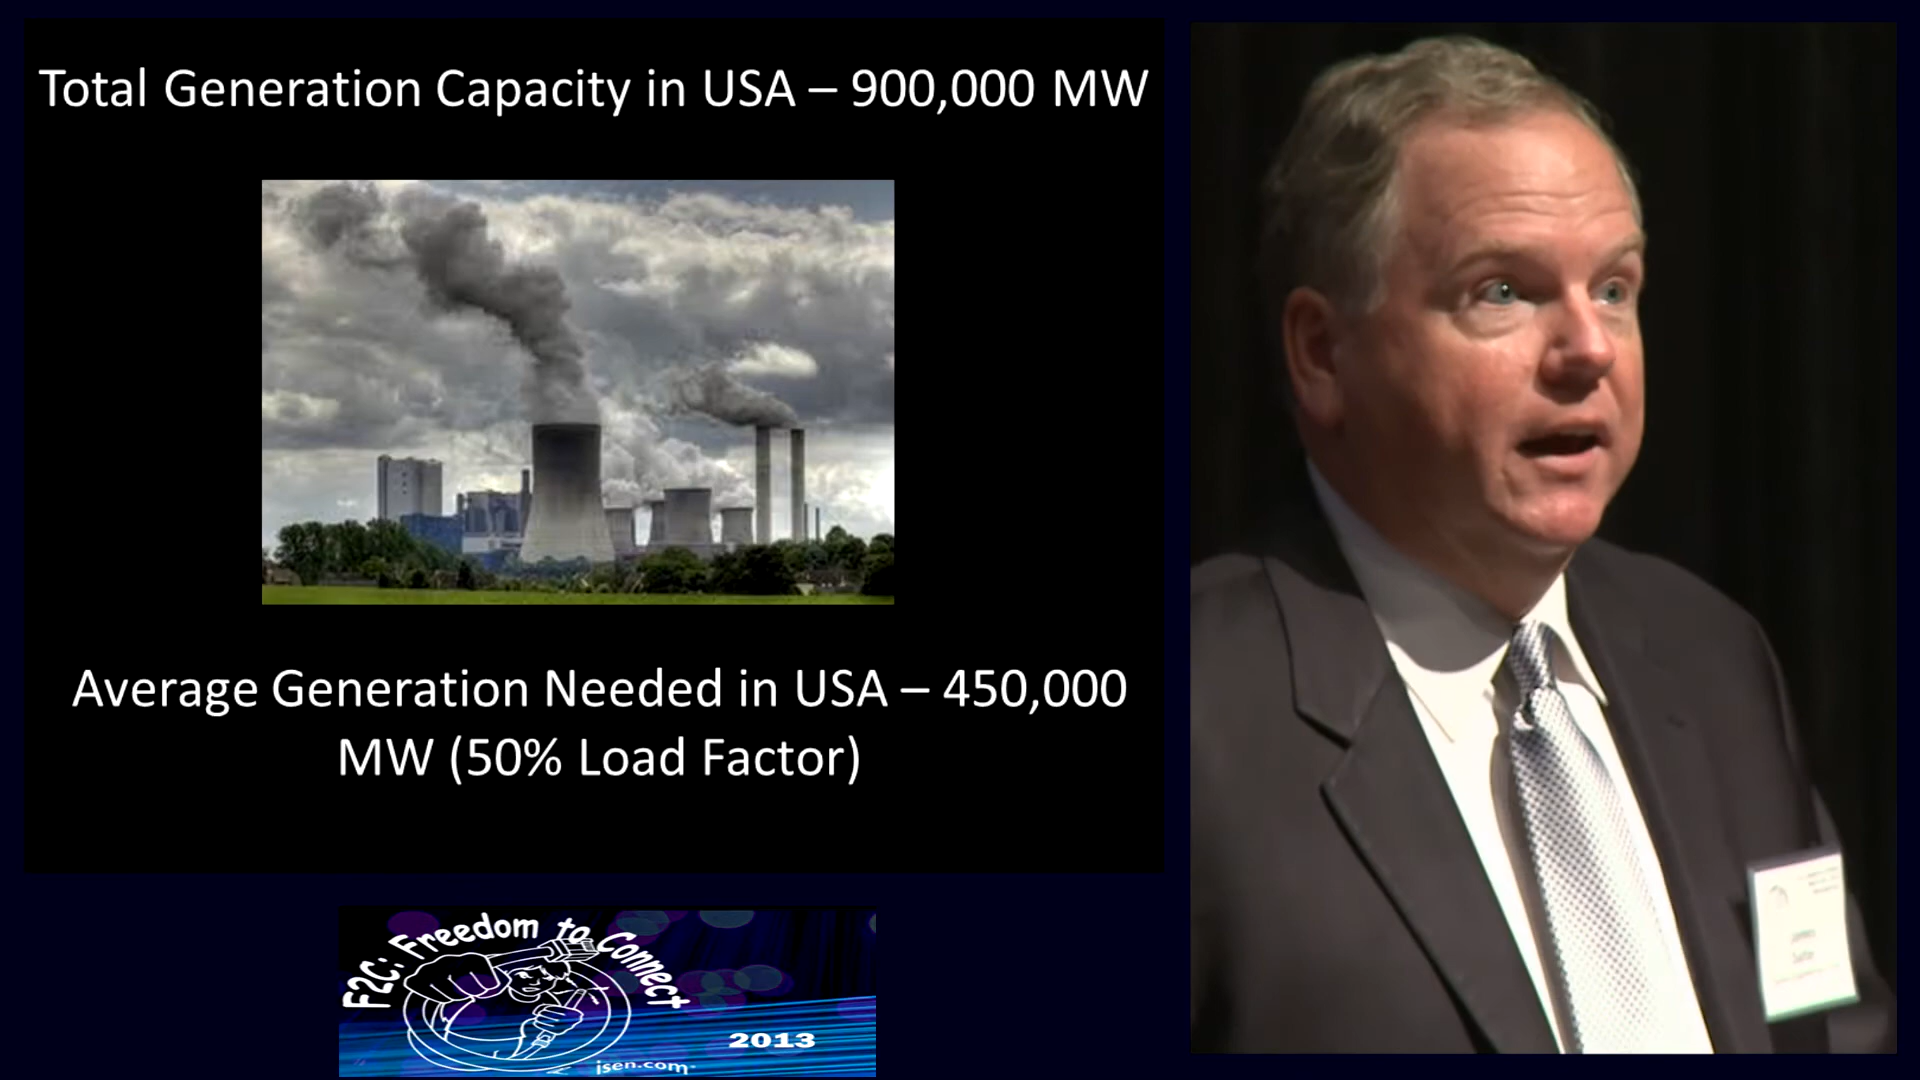 Total Generation Capacity in USA – 900,000 MW
Average Generation Needed in USA – 450,000
MW (50% Load Factor)
F2C: Freedom to Connect
2013
isen.com